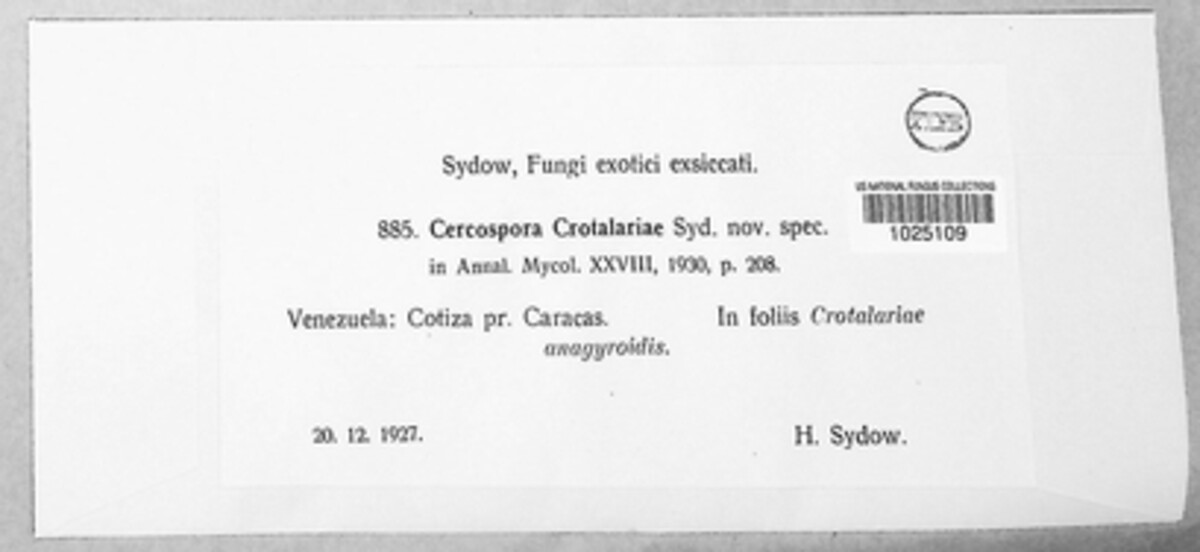 Sydow, Fungi exotici exsiccati.
US NATIONAL FUNGUS COLLECTIONS
1025109
885. Cercospora Crotalariae Syd. nov. spec.
in Annal. Mycol. XXVIII, 1930, p. 208.
Venezuela: Cotiza pr. Caracas. In foliis Crotalariae
anagyroidis.
20. 12. 1927. H. Sydow.